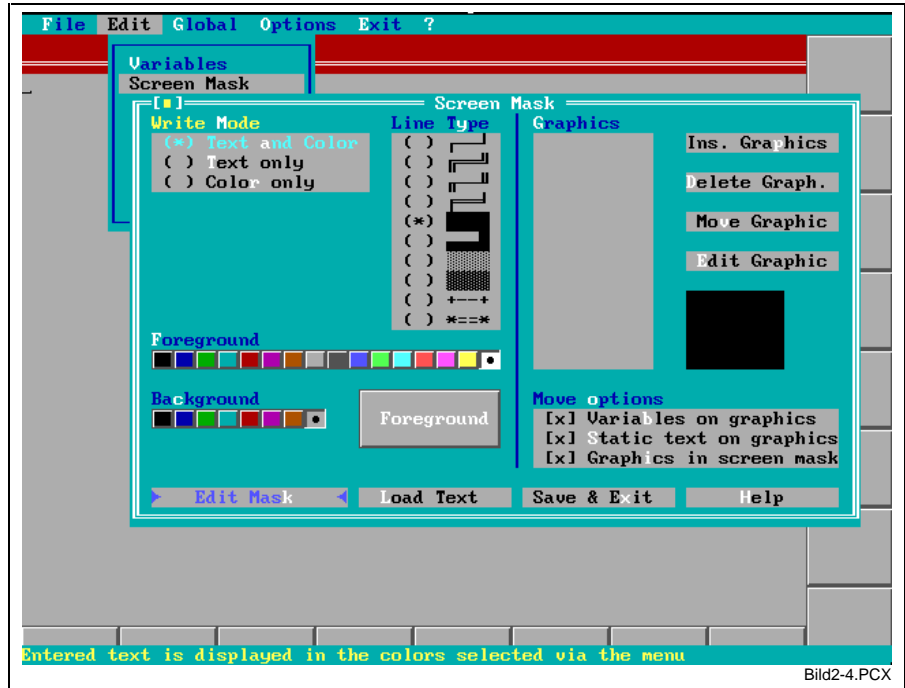 File Edit Global Options Exit ?
Variables
Screen Mask
[■] Screen Mask
Write Mode
(*) Text and Color
( ) Text only
( ) Color only
Line Type
( )
( )
( )
( )
(*)
( )
( )
( )
( ) +--+
( ) *==*
Graphics
Ins. Graphics
Delete Graph.
Move Graphic
Edit Graphic
Foreground
Background
Foreground
Move options
[x] Variables on graphics
[x] Static text on graphics
[x] Graphics in screen mask
► Edit Mask ◄ Load Text Save & Exit Help
Entered text is displayed in the colors selected via the menu
Bild2-4.PCX